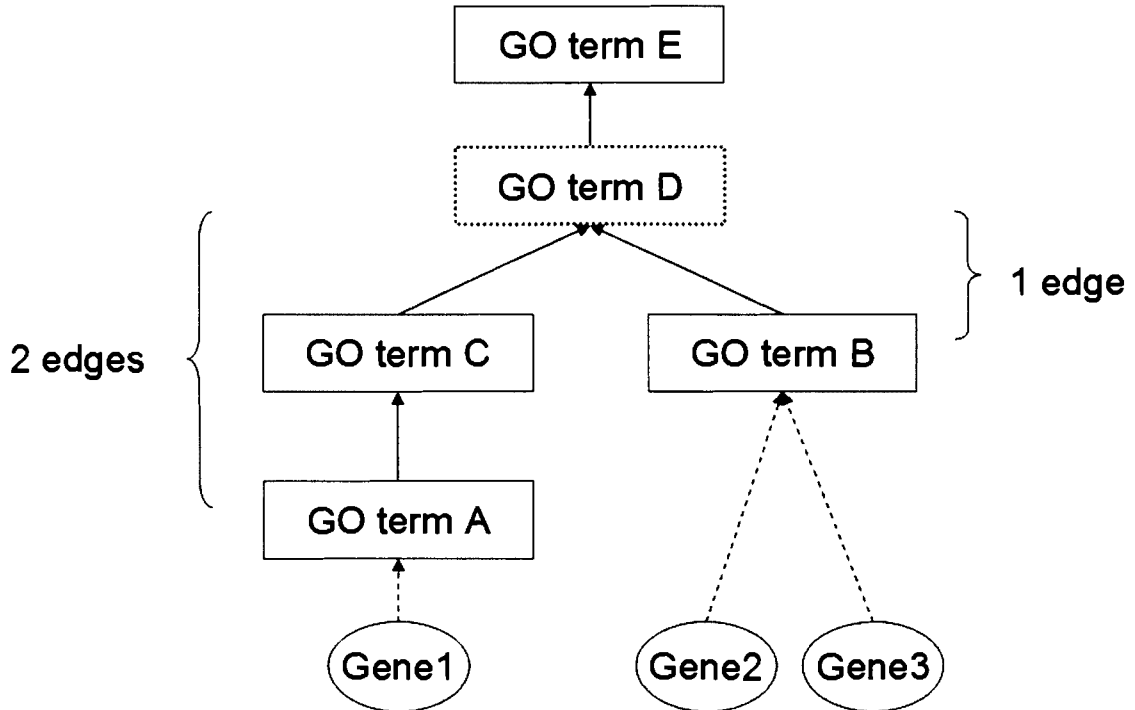 GO term E
GO term D
1 edge
2 edges
GO term C
GO term B
GO term A
Gene1
Gene2
Gene3